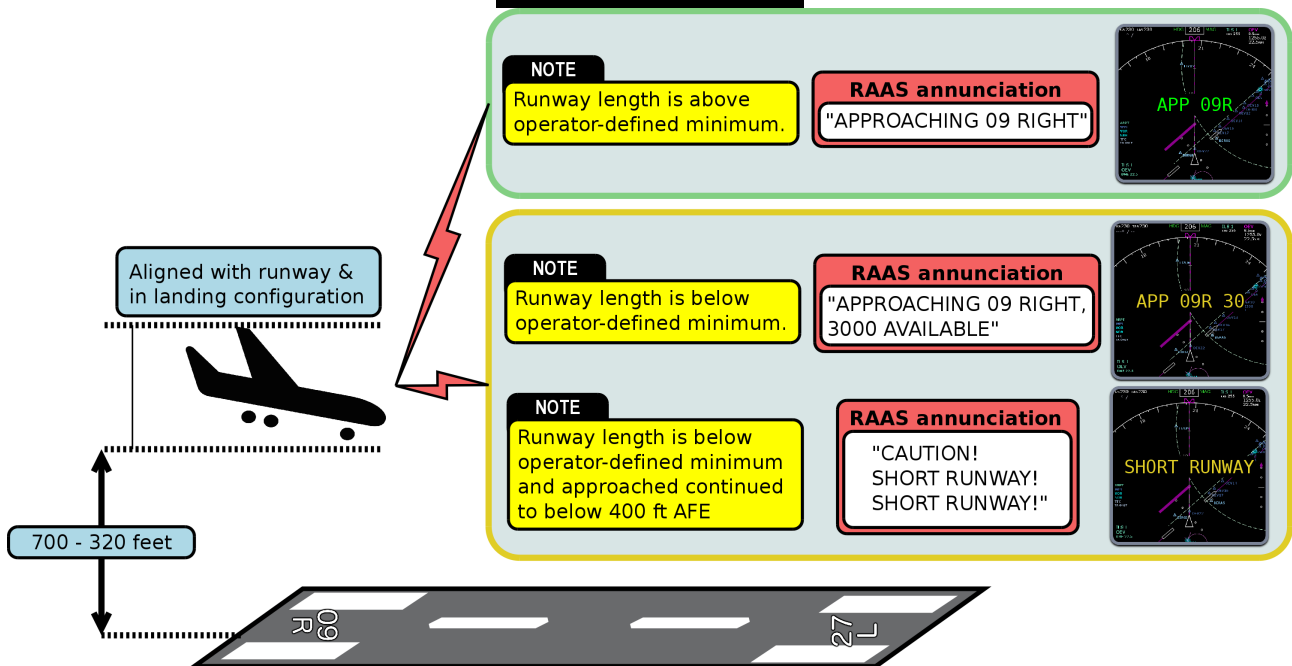 NOTE
Runway length is above
operator-defined minimum.
RAAS annunciation
"APPROACHING 09 RIGHT"
206
APP 09R
Aligned with runway &
in landing configuration
NOTE
Runway length is below
operator-defined minimum.
RAAS annunciation
"APPROACHING 09 RIGHT,
3000 AVAILABLE"
206
APP 09R 30
NOTE
Runway length is below
operator-defined minimum
and approached continued
to below 400 ft AFE
RAAS annunciation
"CAUTION!
SHORT RUNWAY!
SHORT RUNWAY!"
206
SHORT RUNWAY
700 - 320 feet
09
R
27
L